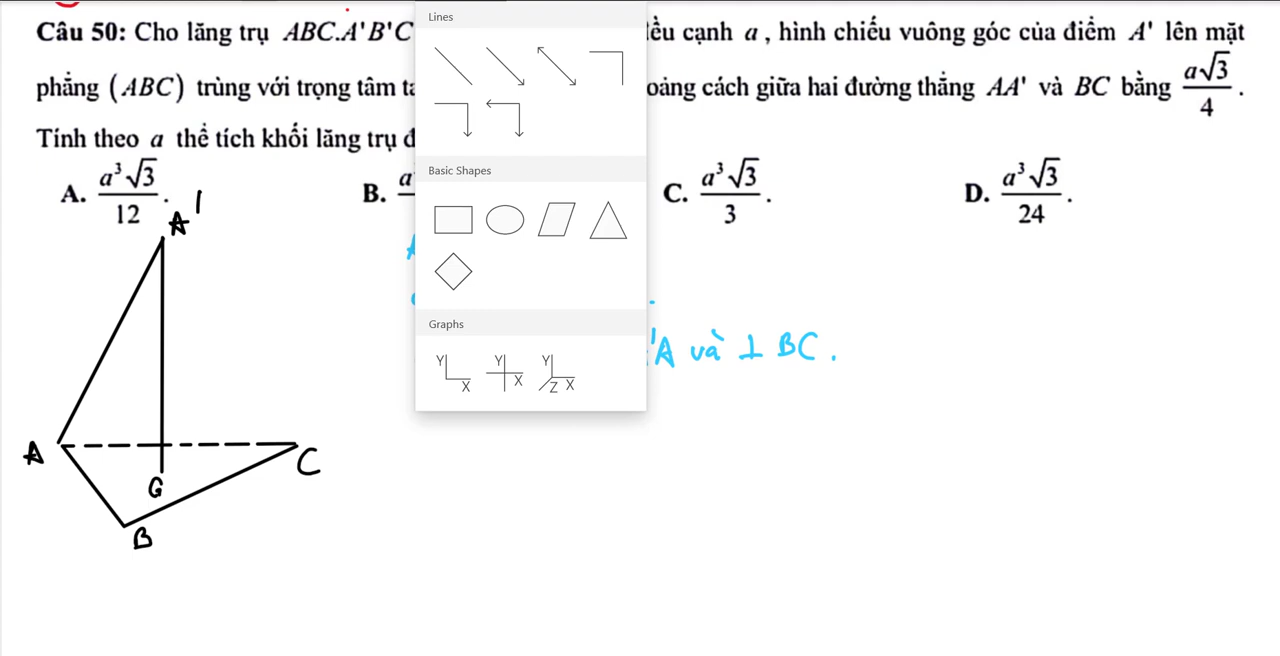 Lines
Câu 50: Cho lăng trụ ABC.A'B'C
cạnh a, hình chiếu vuông góc của điểm A' lên mặt
phẳng (ABC) trùng với trọng tâm
cách giữa hai đường thẳng AA' và BC bằng a√3/4.
Tính theo a thể tích khối lăng trụ
Basic Shapes
A. a³√3/12.
B.
C. a³√3/3.
D. a³√3/24.
A'
Graphs
Y X
Y X
Y Z X
'A và ⊥ BC.
A
G
C
B